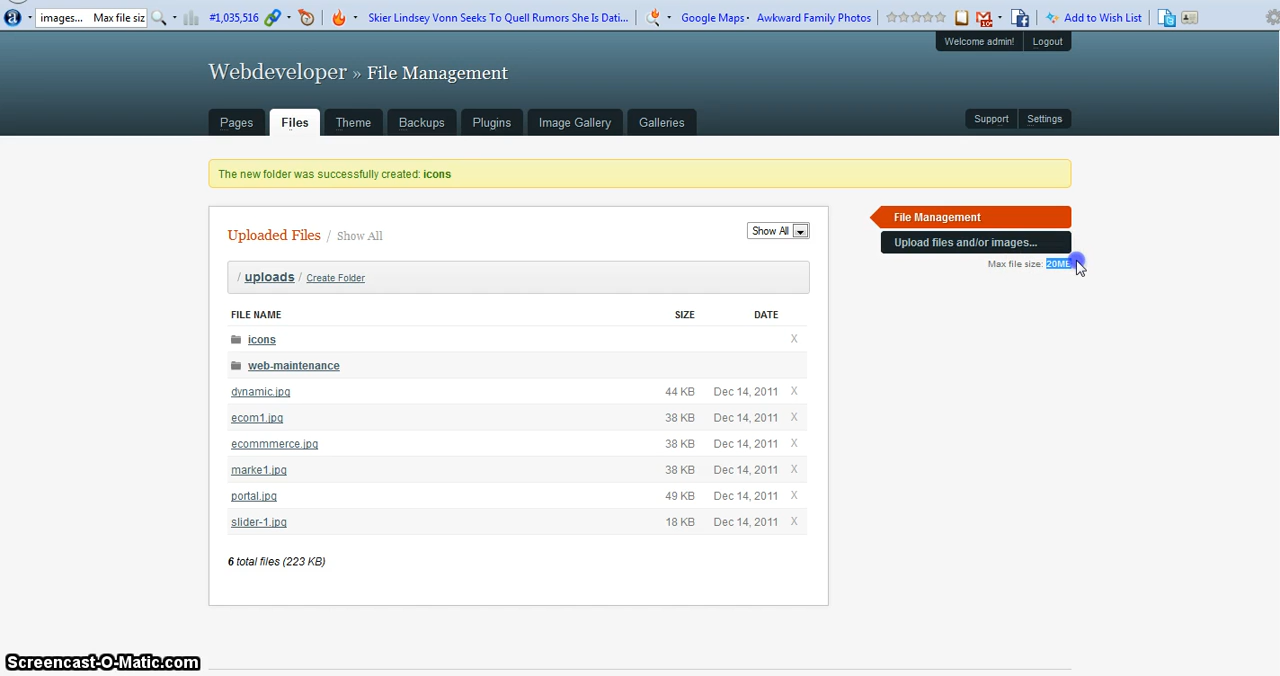 images... Max file siz #1,035,516 Skier Lindsey Vonn Seeks To Quell Rumors She Is Dati... Google Maps Awkward Family Photos Add to Wish List
Welcome admin! Logout
Webdeveloper » File Management
Pages Files Theme Backups Plugins Image Gallery Galleries Support Settings
The new folder was successfully created: icons
Uploaded Files / Show All
Show All
File Management
Upload files and/or images...
Max file size: 20MB
/ uploads / Create Folder
FILE NAME SIZE DATE
icons X
web-maintenance
dynamic.jpg 44 KB Dec 14, 2011 X
ecom1.jpg 38 KB Dec 14, 2011 X
ecommmerce.jpg 38 KB Dec 14, 2011 X
marke1.jpg 38 KB Dec 14, 2011 X
portal.jpg 49 KB Dec 14, 2011 X
slider-1.jpg 18 KB Dec 14, 2011 X
6 total files (223 KB)
Screencast-O-Matic.com